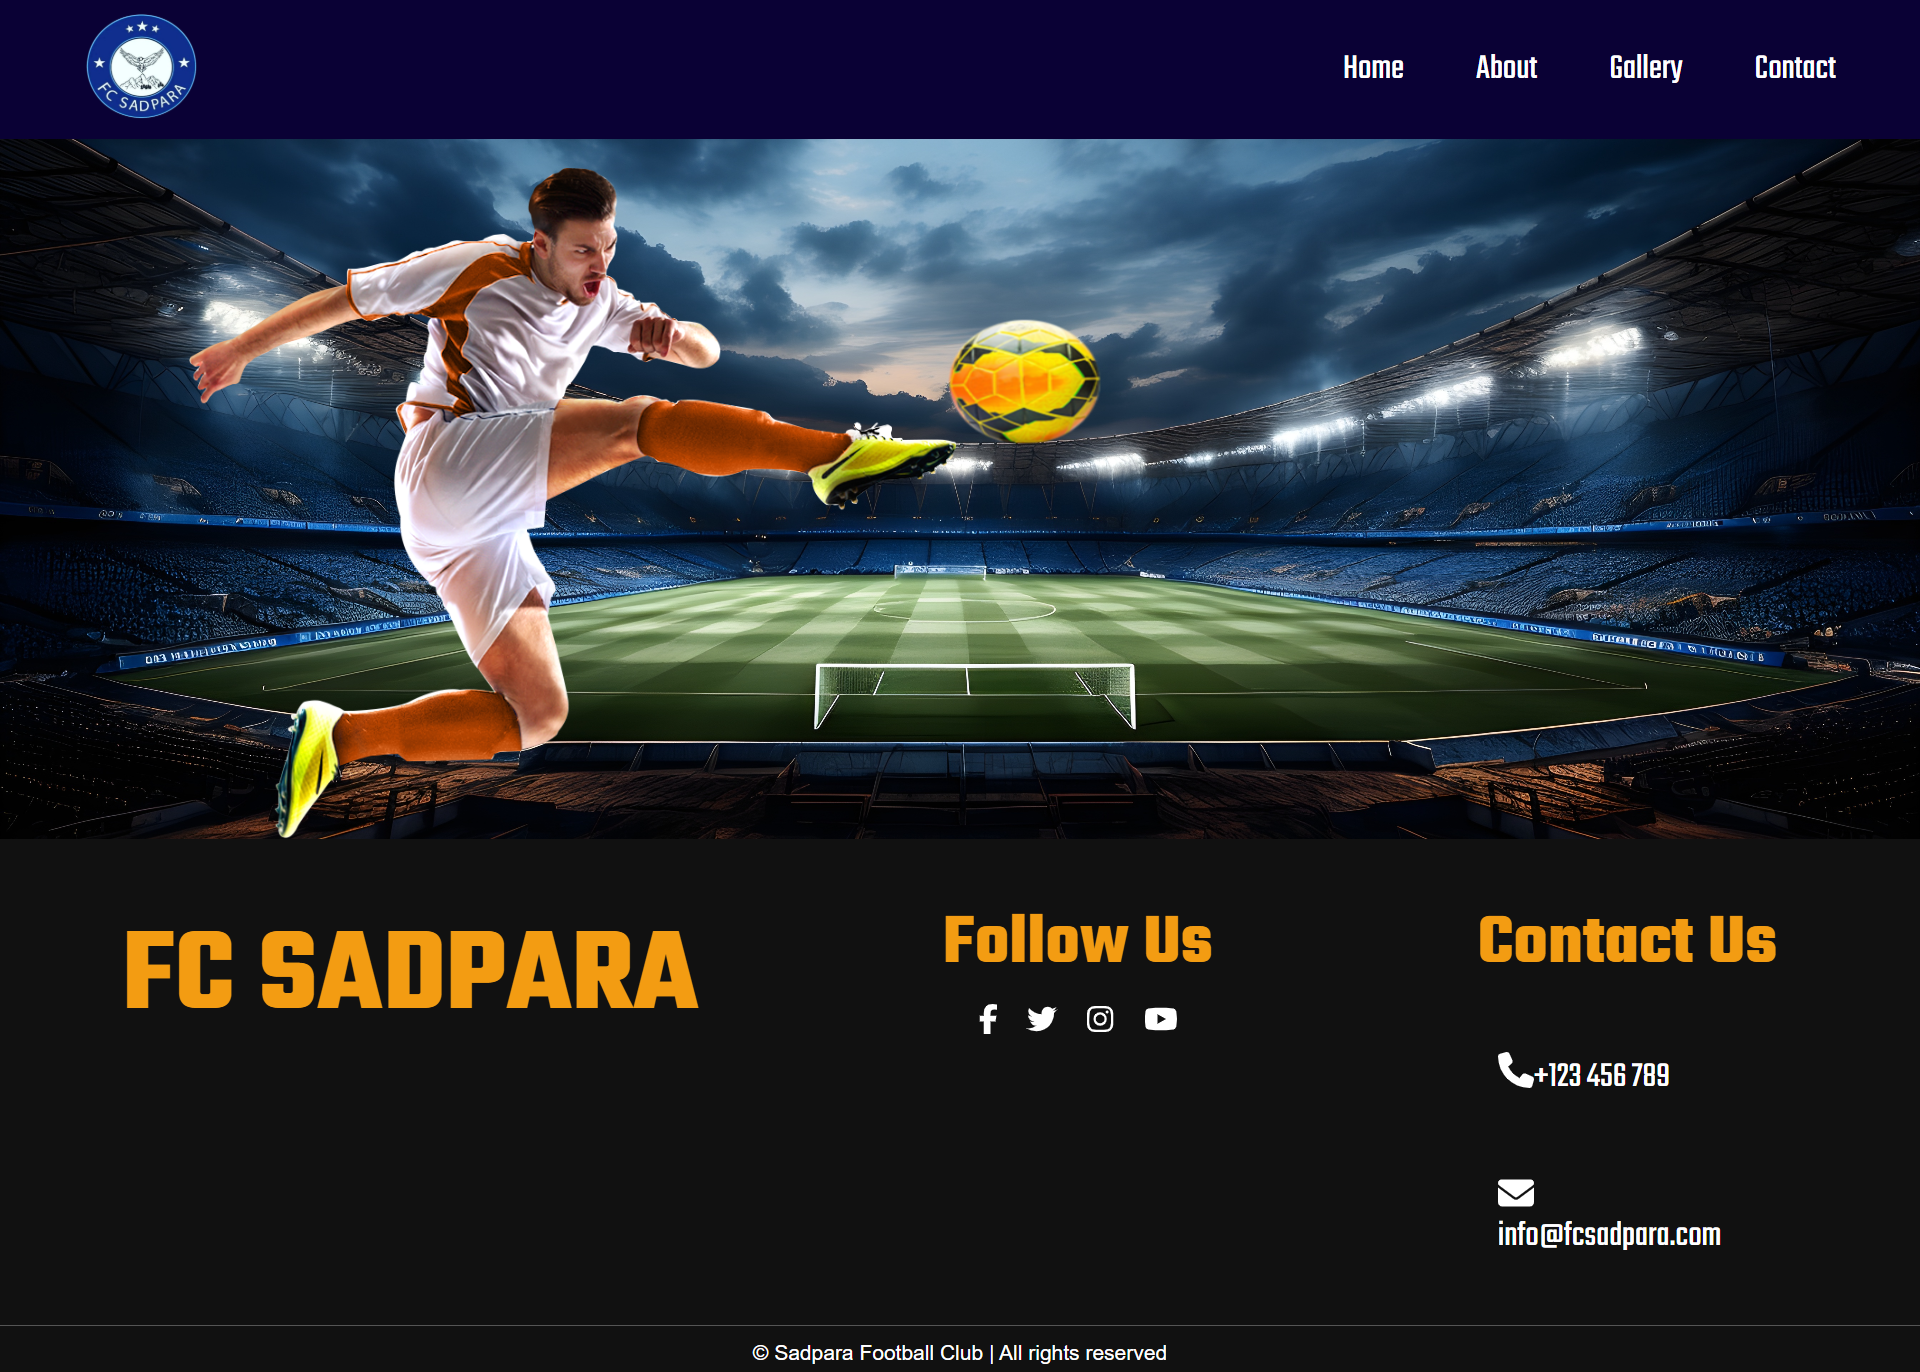 FC SADPARA
Home
About
Gallery
Contact
FC SADPARA
Follow Us
Contact Us
+123 456 789
info@fcsadpara.com
© Sadpara Football Club | All rights reserved